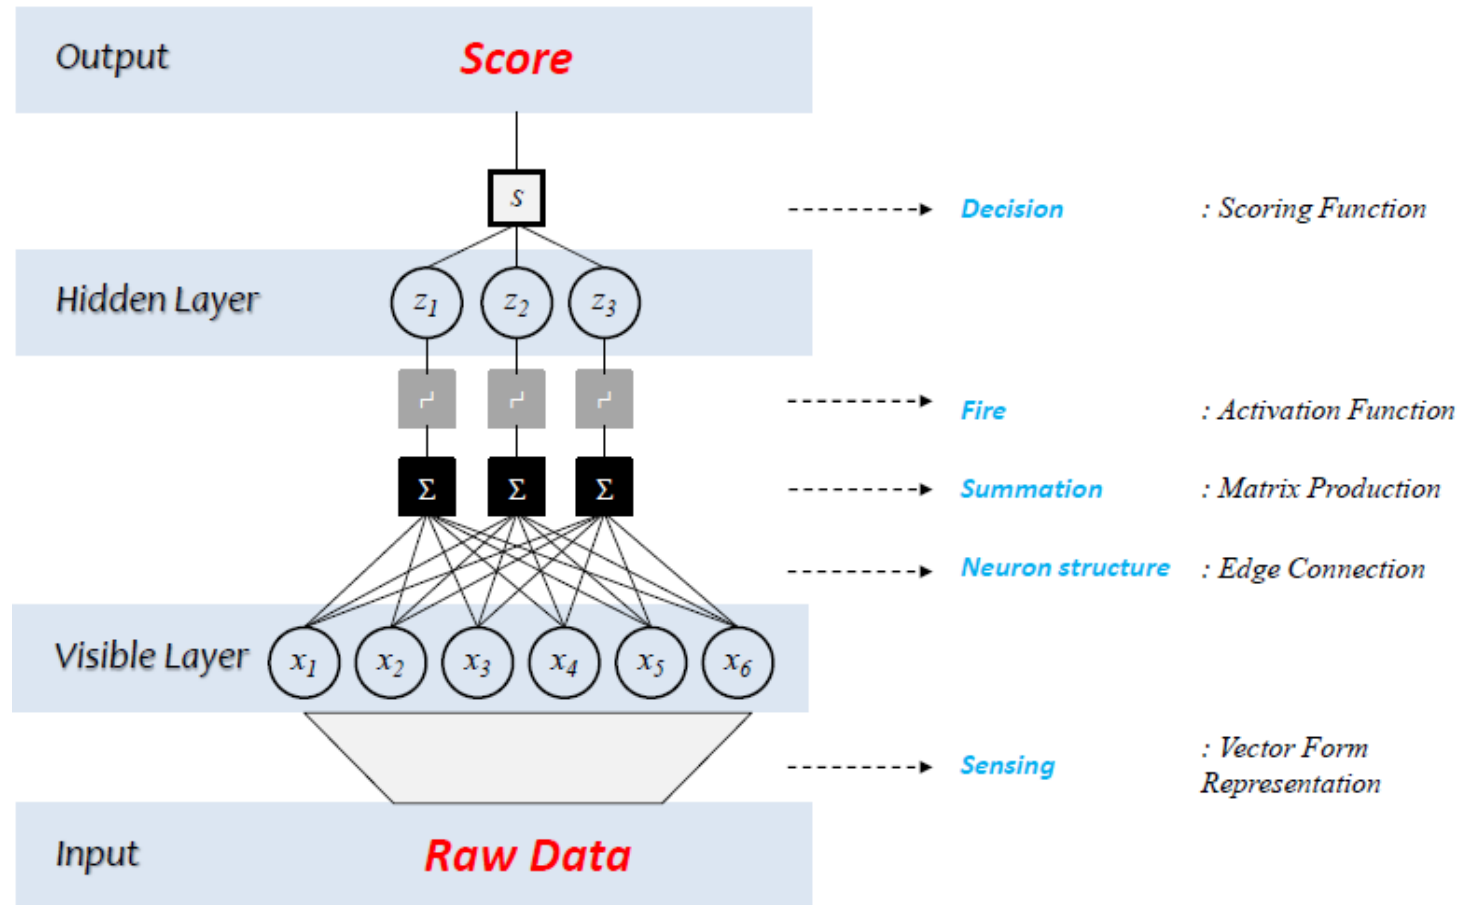 Output
Score
s
Decision : Scoring Function
Hidden Layer
z1 z2 z3
Fire : Activation Function
Σ Σ Σ
Summation : Matrix Production
Neuron structure : Edge Connection
Visible Layer
x1 x2 x3 x4 x5 x6
Sensing : Vector Form
Representation
Input
Raw Data